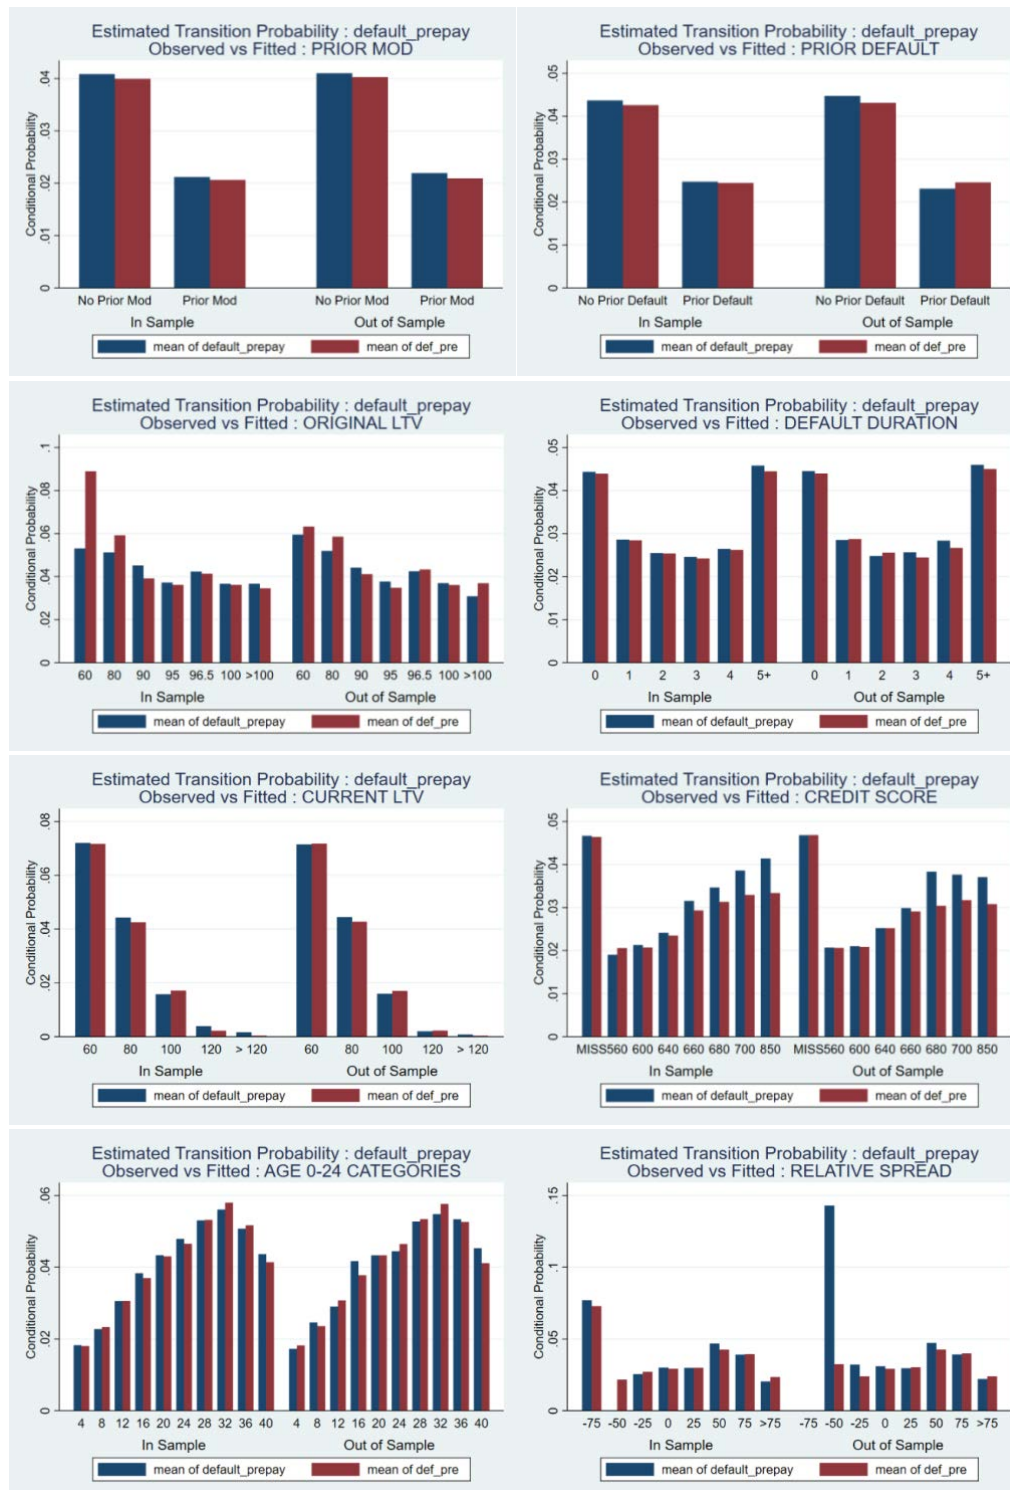 Estimated Transition Probability : default_prepay
Observed vs Fitted : PRIOR MOD
Conditional Probability
0 .01 .02 .03 .04
No Prior Mod Prior Mod No Prior Mod Prior Mod
In Sample Out of Sample
mean of default_prepay mean of def_pre
Estimated Transition Probability : default_prepay
Observed vs Fitted : PRIOR DEFAULT
Conditional Probability
0 .01 .02 .03 .04 .05
No Prior Default Prior Default No Prior Default Prior Default
In Sample Out of Sample
mean of default_prepay mean of def_pre
Estimated Transition Probability : default_prepay
Observed vs Fitted : ORIGINAL LTV
Conditional Probability
0 .02 .04 .06 .08 .1
60 80 90 95 96.5 100 >100 60 80 90 95 96.5 100 >100
In Sample Out of Sample
mean of default_prepay mean of def_pre
Estimated Transition Probability : default_prepay
Observed vs Fitted : DEFAULT DURATION
Conditional Probability
0 .01 .02 .03 .04 .05
0 1 2 3 4 5+ 0 1 2 3 4 5+
In Sample Out of Sample
mean of default_prepay mean of def_pre
Estimated Transition Probability : default_prepay
Observed vs Fitted : CURRENT LTV
Conditional Probability
0 .02 .04 .06 .08
60 80 100 120 > 120 60 80 100 120 > 120
In Sample Out of Sample
mean of default_prepay mean of def_pre
Estimated Transition Probability : default_prepay
Observed vs Fitted : CREDIT SCORE
Conditional Probability
0 .01 .02 .03 .04 .05
MISS560 600 640 660 680 700 850 MISS560 600 640 660 680 700 850
In Sample Out of Sample
mean of default_prepay mean of def_pre
Estimated Transition Probability : default_prepay
Observed vs Fitted : AGE 0-24 CATEGORIES
Conditional Probability
0 .02 .04 .06
4 8 12 16 20 24 28 32 36 40 4 8 12 16 20 24 28 32 36 40
In Sample Out of Sample
mean of default_prepay mean of def_pre
Estimated Transition Probability : default_prepay
Observed vs Fitted : RELATIVE SPREAD
Conditional Probability
0 .05 .1 .15
-75 -50 -25 0 25 50 75 >75 -75 -50 -25 0 25 50 75 >75
In Sample Out of Sample
mean of default_prepay mean of def_pre